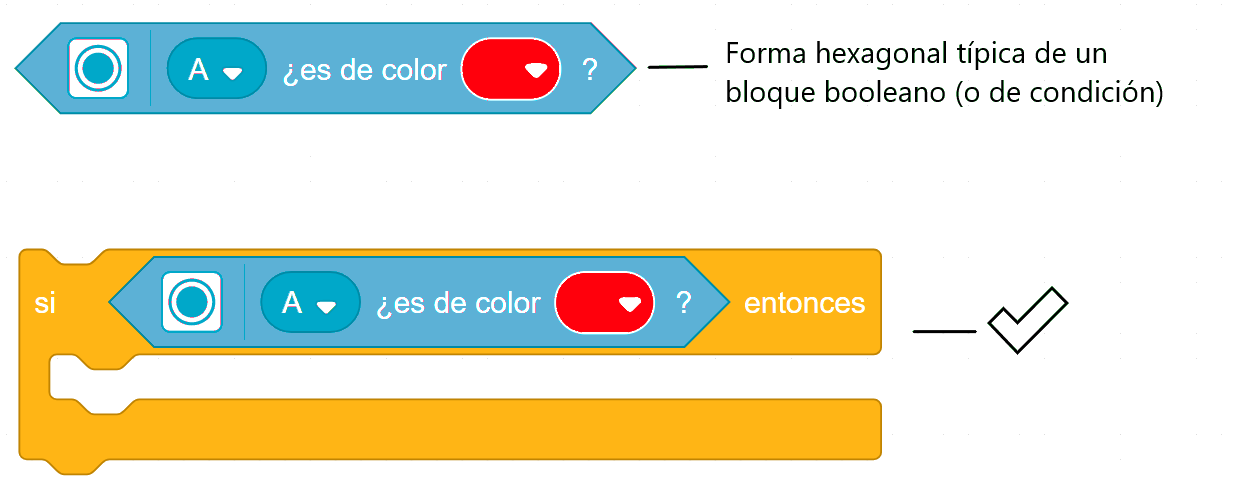 A ¿es de color ?
Forma hexagonal típica de un
bloque booleano (o de condición)
si A ¿es de color ? entonces